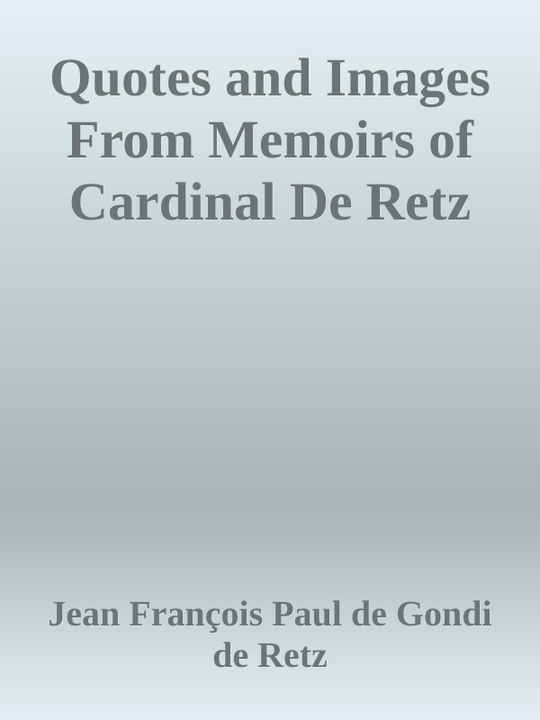 Quotes and Images
From Memoirs of
Cardinal De Retz
Jean François Paul de Gondi
de Retz